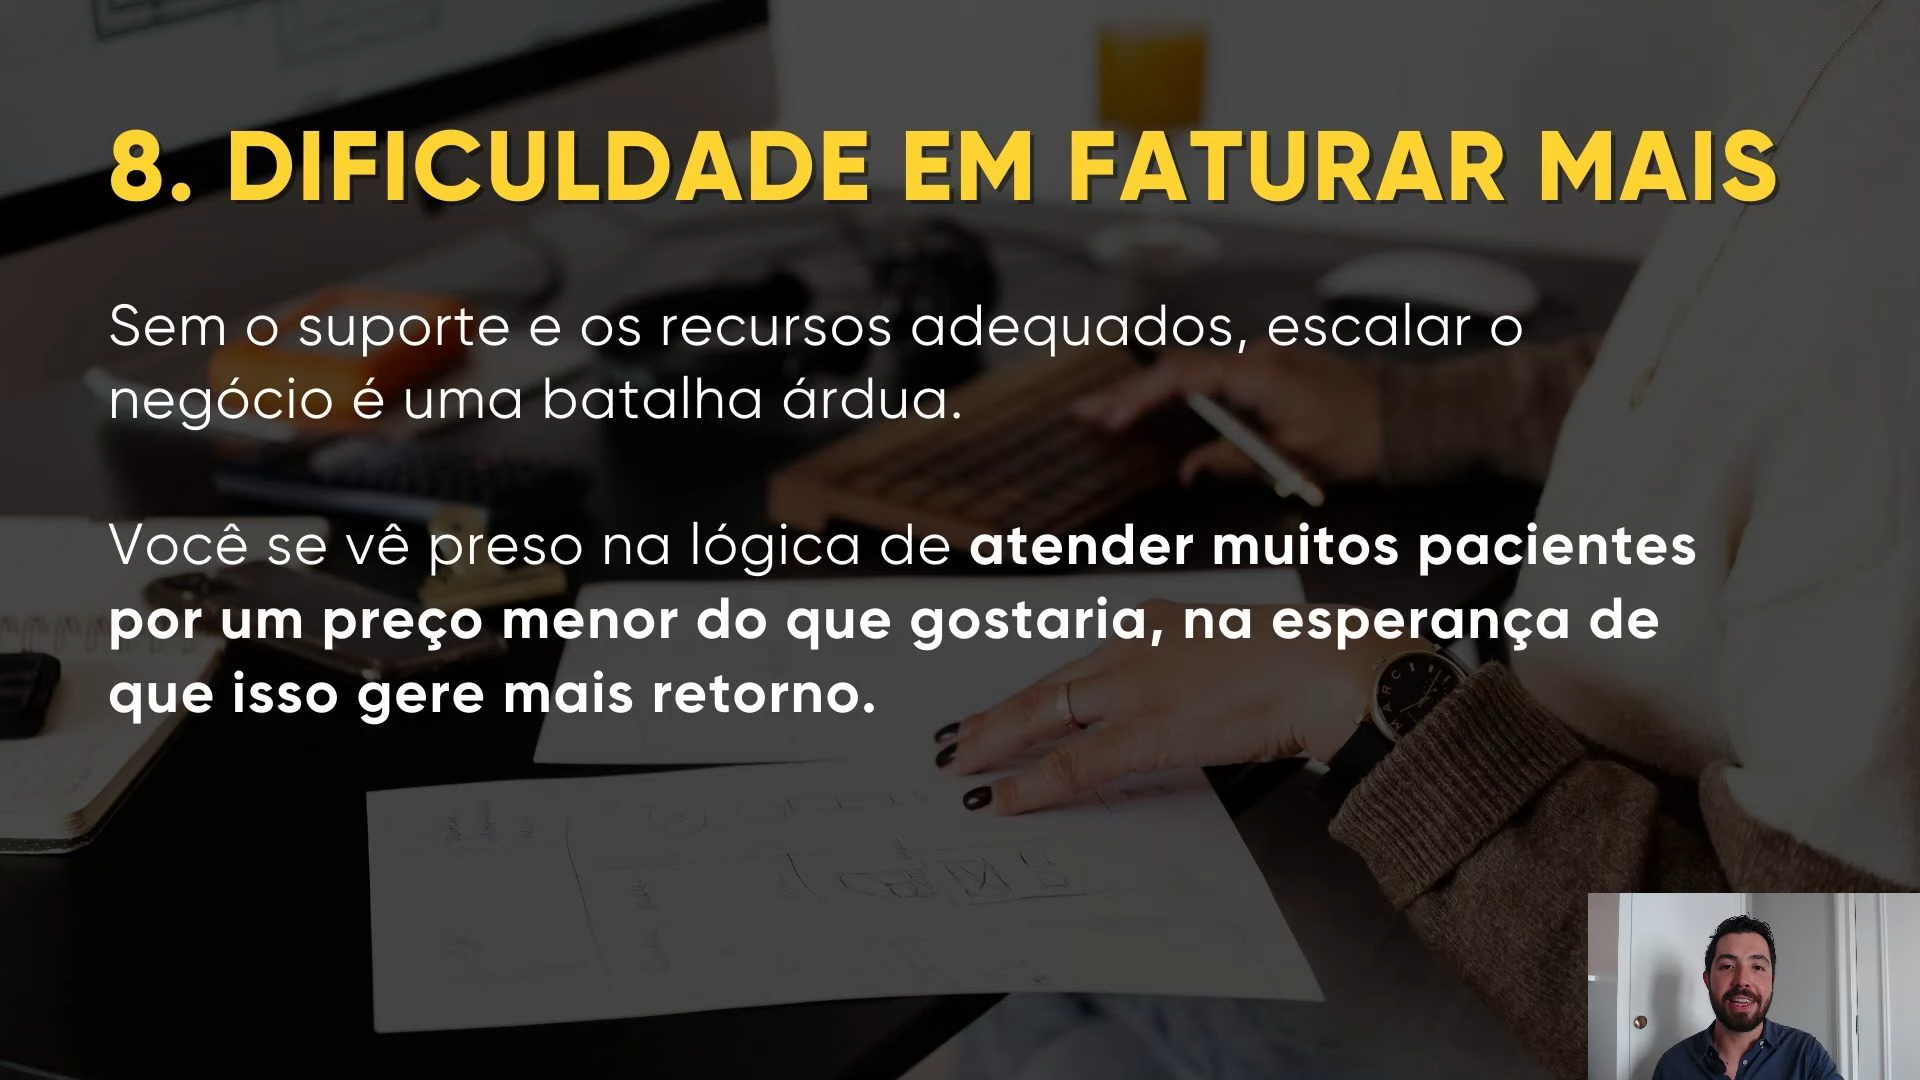 8. DIFICULDADE EM FATURAR MAIS
Sem o suporte e os recursos adequados, escalar o
negócio é uma batalha árdua.
Você se vê preso na lógica de atender muitos pacientes
por um preço menor do que gostaria, na esperança de
que isso gere mais retorno.
MARC